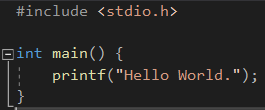 #include <stdio.h>
int main() {
printf("Hello World.");
}